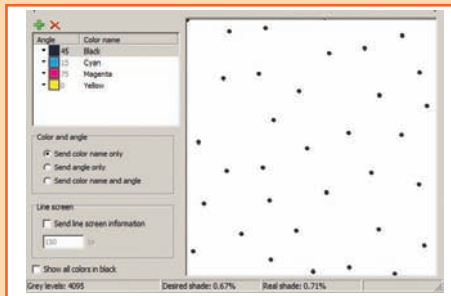 Angle Color name
45 Black
15 Cyan
75 Magenta
0 Yellow
Color and angle
Send color name only
Send angle only
Send color name and angle
Line screen
Send line screen information
150 lpi
Show all colors in black
Grey levels: 4095 Desired shade: 0.67% Real shade: 0.71%